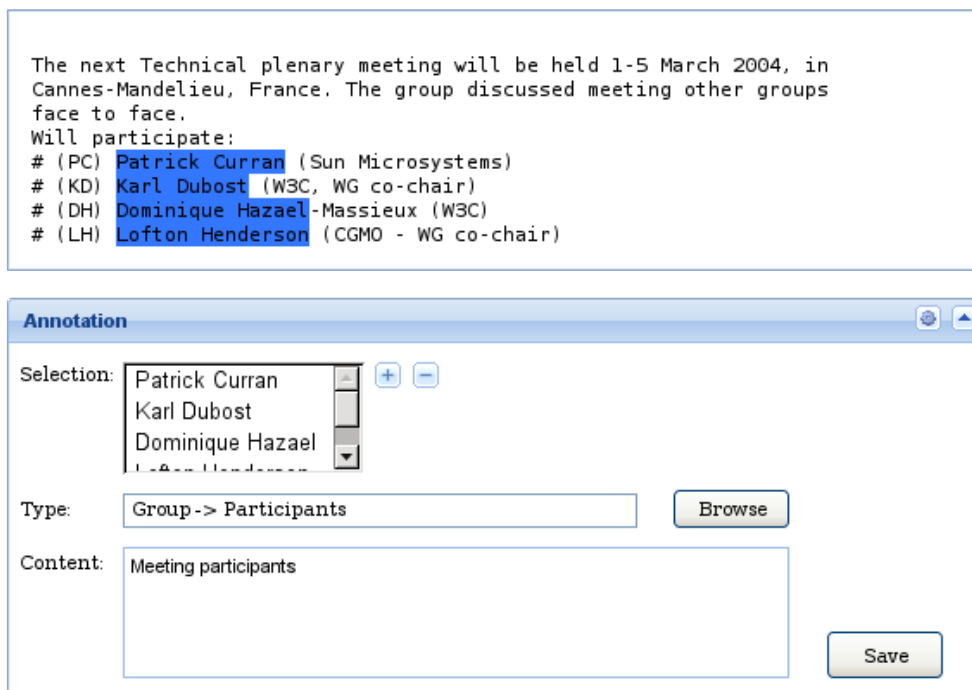 The next Technical plenary meeting will be held 1-5 March 2004, in
Cannes-Mandelieu, France. The group discussed meeting other groups
face to face.
Will participate:
# (PC) Patrick Curran (Sun Microsystems)
# (KD) Karl Dubost (W3C, WG co-chair)
# (DH) Dominique Hazael-Massieux (W3C)
# (LH) Lofton Henderson (CGMO - WG co-chair)
Annotation
Selection:
Patrick Curran
Karl Dubost
Dominique Hazael
Lofton Henderson
Type:
Group-> Participants
Browse
Content:
Meeting participants
Save